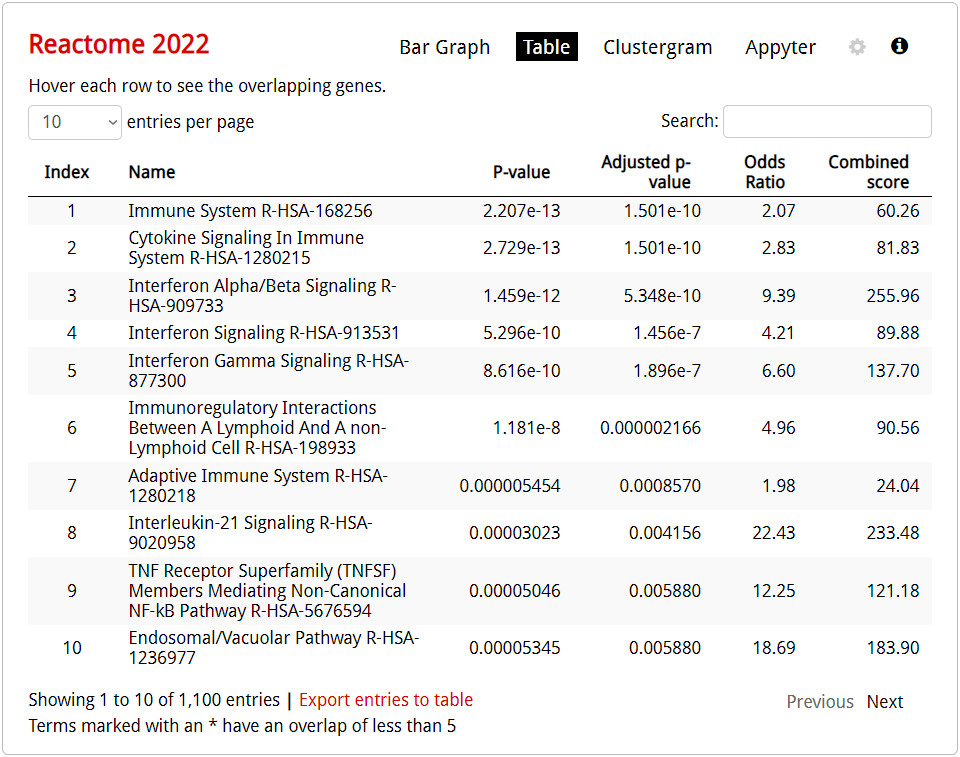 Reactome 2022
Bar Graph Table Clustergram Appyter
Hover each row to see the overlapping genes.
10 entries per page Search:
Index Name P-value Adjusted p-value Odds Ratio Combined score
1 Immune System R-HSA-168256 2.207e-13 1.501e-10 2.07 60.26
2 Cytokine Signaling In Immune
System R-HSA-1280215 2.729e-13 1.501e-10 2.83 81.83
3 Interferon Alpha/Beta Signaling R-
HSA-909733 1.459e-12 5.348e-10 9.39 255.96
4 Interferon Signaling R-HSA-913531 5.296e-10 1.456e-7 4.21 89.88
5 Interferon Gamma Signaling R-HSA-
877300 8.616e-10 1.896e-7 6.60 137.70
6 Immunoregulatory Interactions
Between A Lymphoid And A non-
Lymphoid Cell R-HSA-198933 1.181e-8 0.000002166 4.96 90.56
7 Adaptive Immune System R-HSA-
1280218 0.000005454 0.0008570 1.98 24.04
8 Interleukin-21 Signaling R-HSA-
9020958 0.00003023 0.004156 22.43 233.48
9 TNF Receptor Superfamily (TNFSF)
Members Mediating Non-Canonical
NF-kB Pathway R-HSA-5676594 0.00005046 0.005880 12.25 121.18
10 Endosomal/Vacuolar Pathway R-HSA-
1236977 0.00005345 0.005880 18.69 183.90
Showing 1 to 10 of 1,100 entries | Export entries to table Previous Next
Terms marked with an * have an overlap of less than 5